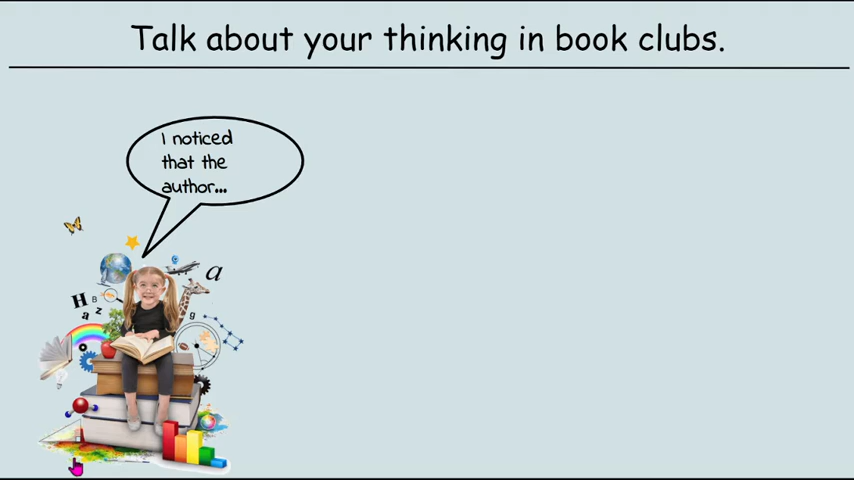 Talk about your thinking in book clubs.
I noticed
that the
author...
a
H
B
a
z
g